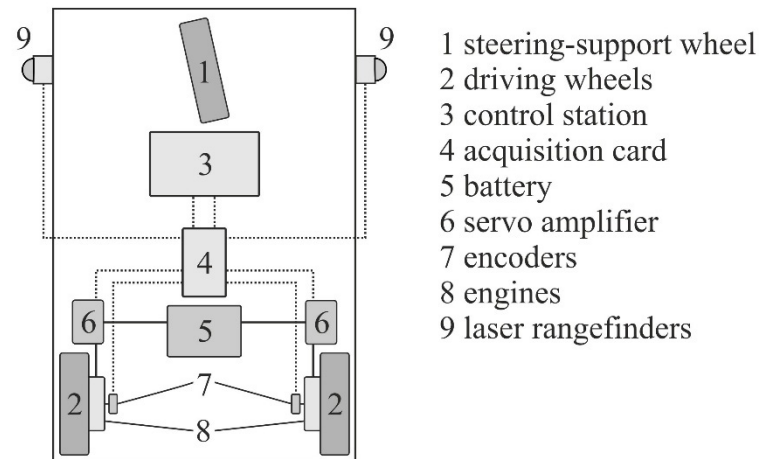 9
9
1
3
4
6
5
6
2
7
2
8
1 steering-support wheel
2 driving wheels
3 control station
4 acquisition card
5 battery
6 servo amplifier
7 encoders
8 engines
9 laser rangefinders